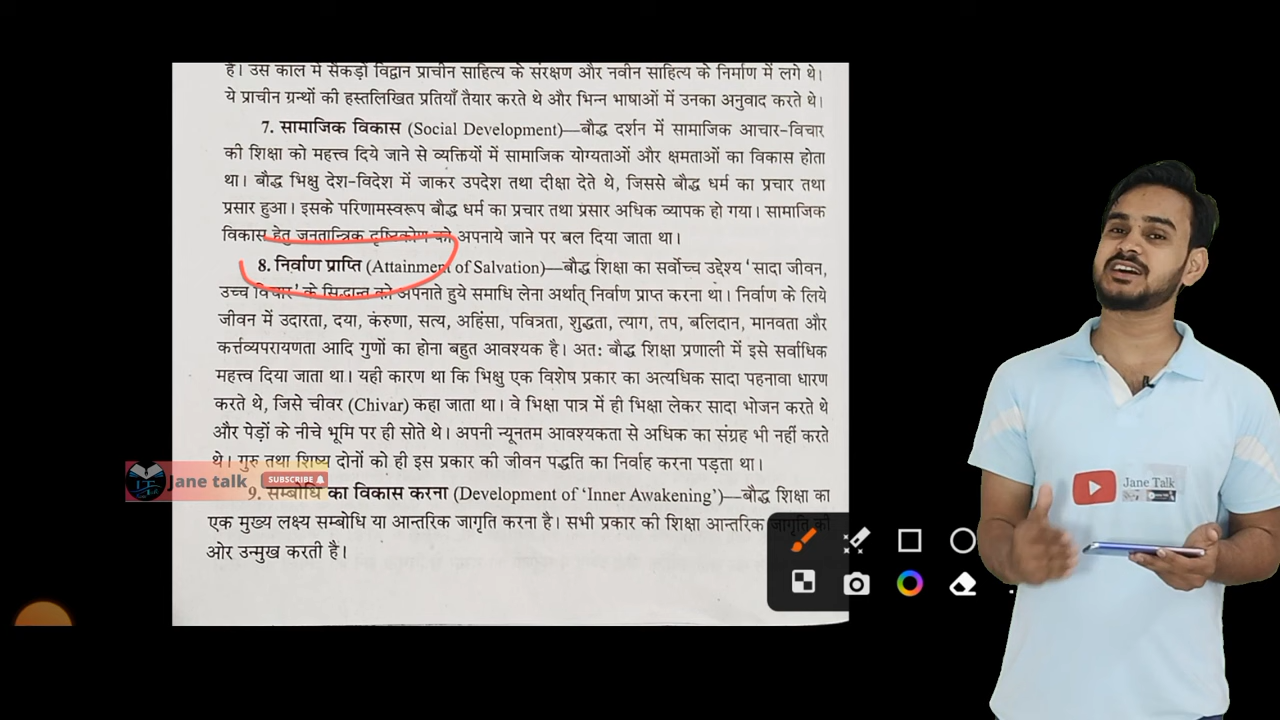 है। उस काल में सैकड़ों विद्वान प्राचीन साहित्य के संरक्षण और नवीन साहित्य के निर्माण में लगे थे।
ये प्राचीन ग्रन्थों की हस्तलिखित प्रतियाँ तैयार करते थे और भिन्न भाषाओं में उनका अनुवाद करते थे।
7. सामाजिक विकास (Social Development)—बौद्ध दर्शन में सामाजिक आचार-विचार
की शिक्षा को महत्त्व दिये जाने से व्यक्तियों में सामाजिक योग्यताओं और क्षमताओं का विकास होता
था। बौद्ध भिक्षु देश-विदेश में जाकर उपदेश तथा दीक्षा देते थे, जिससे बौद्ध धर्म का प्रचार तथा
प्रसार हुआ। इसके परिणामस्वरूप बौद्ध धर्म का प्रचार तथा प्रसार अधिक व्यापक हो गया। सामाजिक
विकास हेतु जनतान्त्रिक दृष्टिकोण को अपनाये जाने पर बल दिया जाता था।
8. निर्वाण प्राप्ति (Attainment of Salvation)—बौद्ध शिक्षा का सर्वोच्च उद्देश्य ‘सादा जीवन,
उच्च विचार’ के सिद्धान्त को अपनाते हुये समाधि लेना अर्थात् निर्वाण प्राप्त करना था। निर्वाण के लिये
जीवन में उदारता, दया, करुणा, सत्य, अहिंसा, पवित्रता, शुद्धता, त्याग, तप, बलिदान, मानवता और
कर्त्तव्यपरायणता आदि गुणों का होना बहुत आवश्यक है। अतः बौद्ध शिक्षा प्रणाली में इसे सर्वाधिक
महत्त्व दिया जाता था। यही कारण था कि भिक्षु एक विशेष प्रकार का अत्यधिक सादा पहनावा धारण
करते थे, जिसे चीवर (Chivar) कहा जाता था। वे भिक्षा पात्र में ही भिक्षा लेकर सादा भोजन करते थे
और पेड़ों के नीचे भूमि पर ही सोते थे। अपनी न्यूनतम आवश्यकता से अधिक का संग्रह भी नहीं करते
थे। गुरु तथा शिष्य दोनों को ही इस प्रकार की जीवन पद्धति का निर्वाह करना पड़ता था।
Jane talk SUBSCRIBE
9. सम्बोधि का विकास करना (Development of ‘Inner Awakening’)—बौद्ध शिक्षा का
एक मुख्य लक्ष्य सम्बोधि या आन्तरिक जागृति करना है। सभी प्रकार की शिक्षा आन्तरिक जागृति की
ओर उन्मुख करती है।
Jane Talk